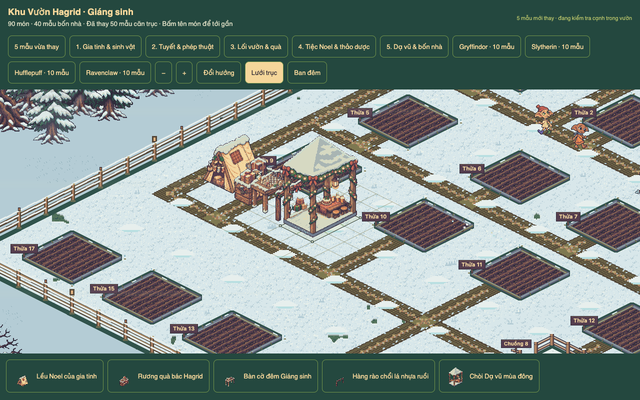 Khu Vườn Hagrid · Giáng sinh
90 món · 40 mẫu bốn nhà · Đã thay 50 mẫu côn trục · Bấm tên món để tới gần
5 mẫu mới thay · đang kiểm tra cạnh trong vườn
5 mẫu vừa thay
1. Gia tinh & sinh vật
2. Tuyết & phép thuật
3. Lối vườn & quà
4. Tiệc Noel & thảo dược
5. Dạ vũ & bốn nhà
Gryffindor · 10 mẫu
Slytherin · 10 mẫu
Hufflepuff · 10 mẫu
Ravenclaw · 10 mẫu
−
+
Đổi hướng
Lưới trục
Ban đêm
Thửa 5
Thửa 2
Thửa 6
Thửa 10
Thửa 7
Thửa 17
Thửa 11
Thửa 15
Thửa 13
Thửa 12
Chuồng 8
Lều Noel của gia tinh
Rương quà bác Hagrid
Bàn cờ đêm Giáng sinh
Hàng rào chổi lá nhựa ruồi
Chòi Dạ vũ mùa đông